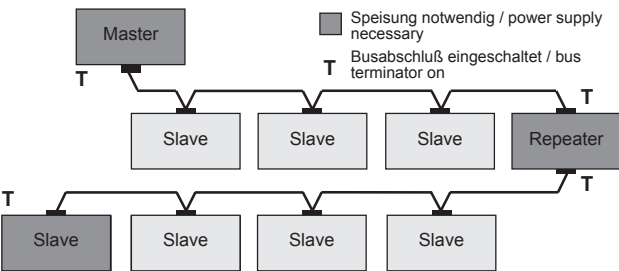 Master
Speisung notwendig / power supply
necessary
T
Busabschluß eingeschaltet / bus
terminator on
T
T
Slave
Slave
Slave
Repeater
T
T
Slave
Slave
Slave
Slave